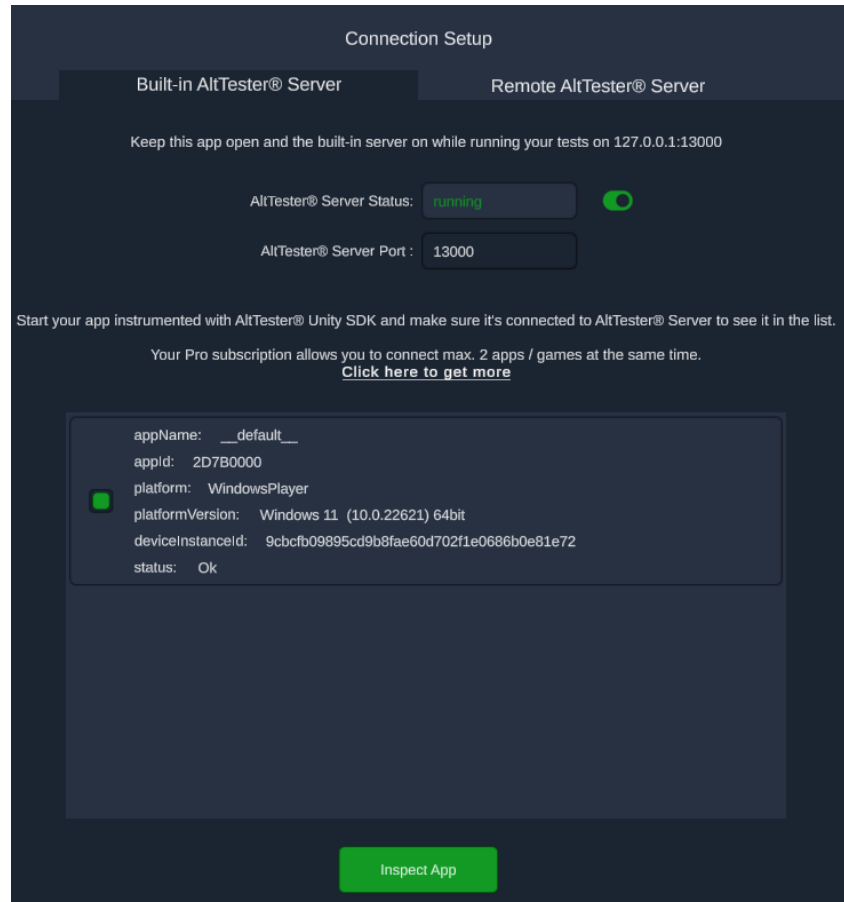 Connection Setup
Built-in AltTester® Server
Remote AltTester® Server
Keep this app open and the built-in server on while running your tests on 127.0.0.1:13000
AltTester® Server Status: running
AltTester® Server Port : 13000
Start your app instrumented with AltTester® Unity SDK and make sure it's connected to AltTester® Server to see it in the list.
Your Pro subscription allows you to connect max. 2 apps / games at the same time.
Click here to get more
appName: __default__
appId: 2D7B0000
platform: WindowsPlayer
platformVersion: Windows 11 (10.0.22621) 64bit
deviceInstanceId: 9cbcfb09895cd9b8fae60d702f1e0686b0e81e72
status: Ok
Inspect App